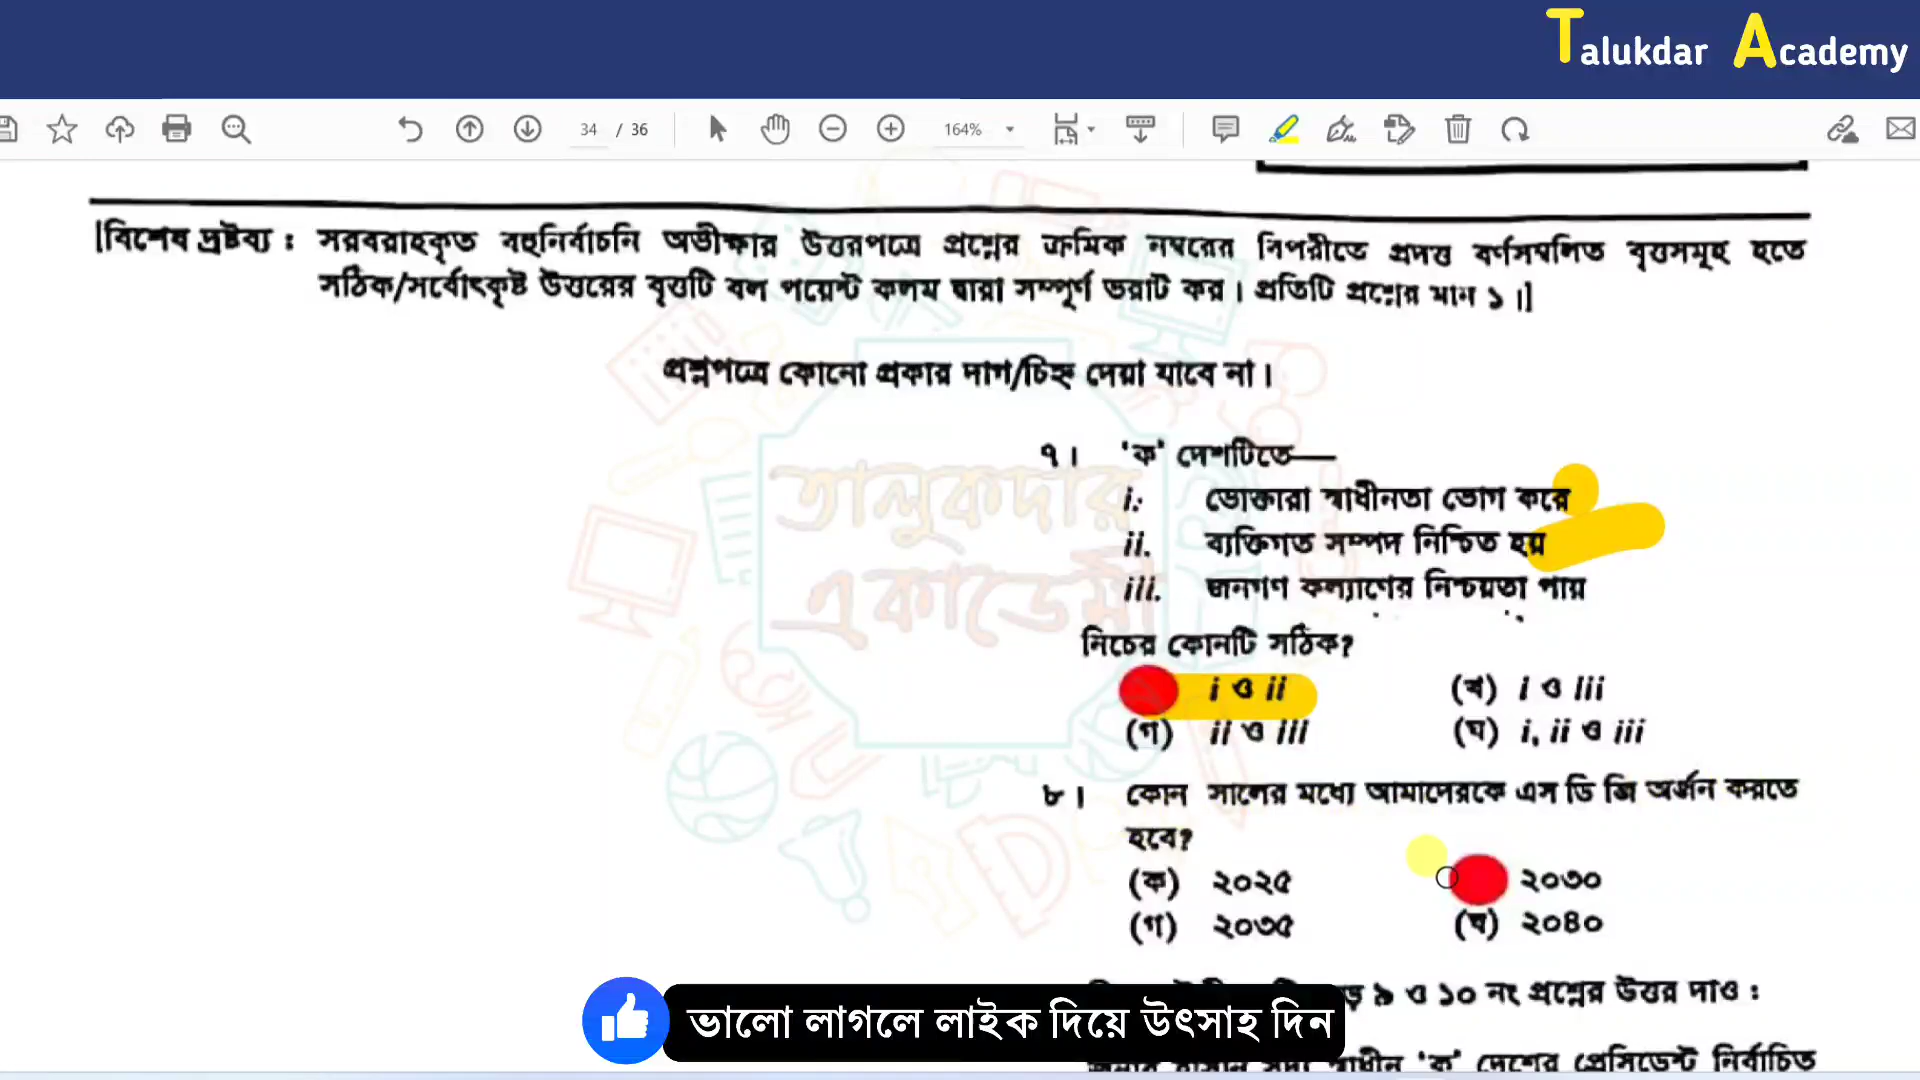 Talukdar Academy
34 / 36
164%
[বিশেষ দ্রষ্টব্য : সরবরাহকৃত বহুনির্বাচনি অভীক্ষার উত্তরপত্রে প্রশ্নের ক্রমিক নম্বরের বিপরীতে প্রদত্ত বর্ণসম্বলিত বৃত্তসমূহ হতে
সঠিক/সর্বোৎকৃষ্ট উত্তরের বৃত্তটি বল পয়েন্ট কলম দ্বারা সম্পূর্ণ ভরাট কর। প্রতিটি প্রশ্নের মান ১।]
প্রশ্নপত্রে কোনো প্রকার দাগ/চিহ্ন দেয়া যাবে না।
তালুকদার
একাডেমী
৭। ‘ক’ দেশটিতে—
i. ভোক্তারা স্বাধীনতা ভোগ করে
ii. ব্যক্তিগত সম্পদ নিশ্চিত হয়
iii. জনগণ কল্যাণের নিশ্চয়তা পায়
নিচের কোনটি সঠিক?
i ও ii (খ) i ও iii
(গ) ii ও iii (ঘ) i, ii ও iii
৮। কোন সালের মধ্যে আমাদেরকে এস ডি জি অর্জন করতে
হবে?
(ক) ২০২৫ ২০৩০
(গ) ২০৩৫ (ঘ) ২০৪০
৯ ও ১০ নং প্রশ্নের উত্তর দাও :
ভালো লাগলে লাইক দিয়ে উৎসাহ দিন
স্বাধীন ‘ক’ দেশের প্রেসিডেন্ট নির্বাচিত